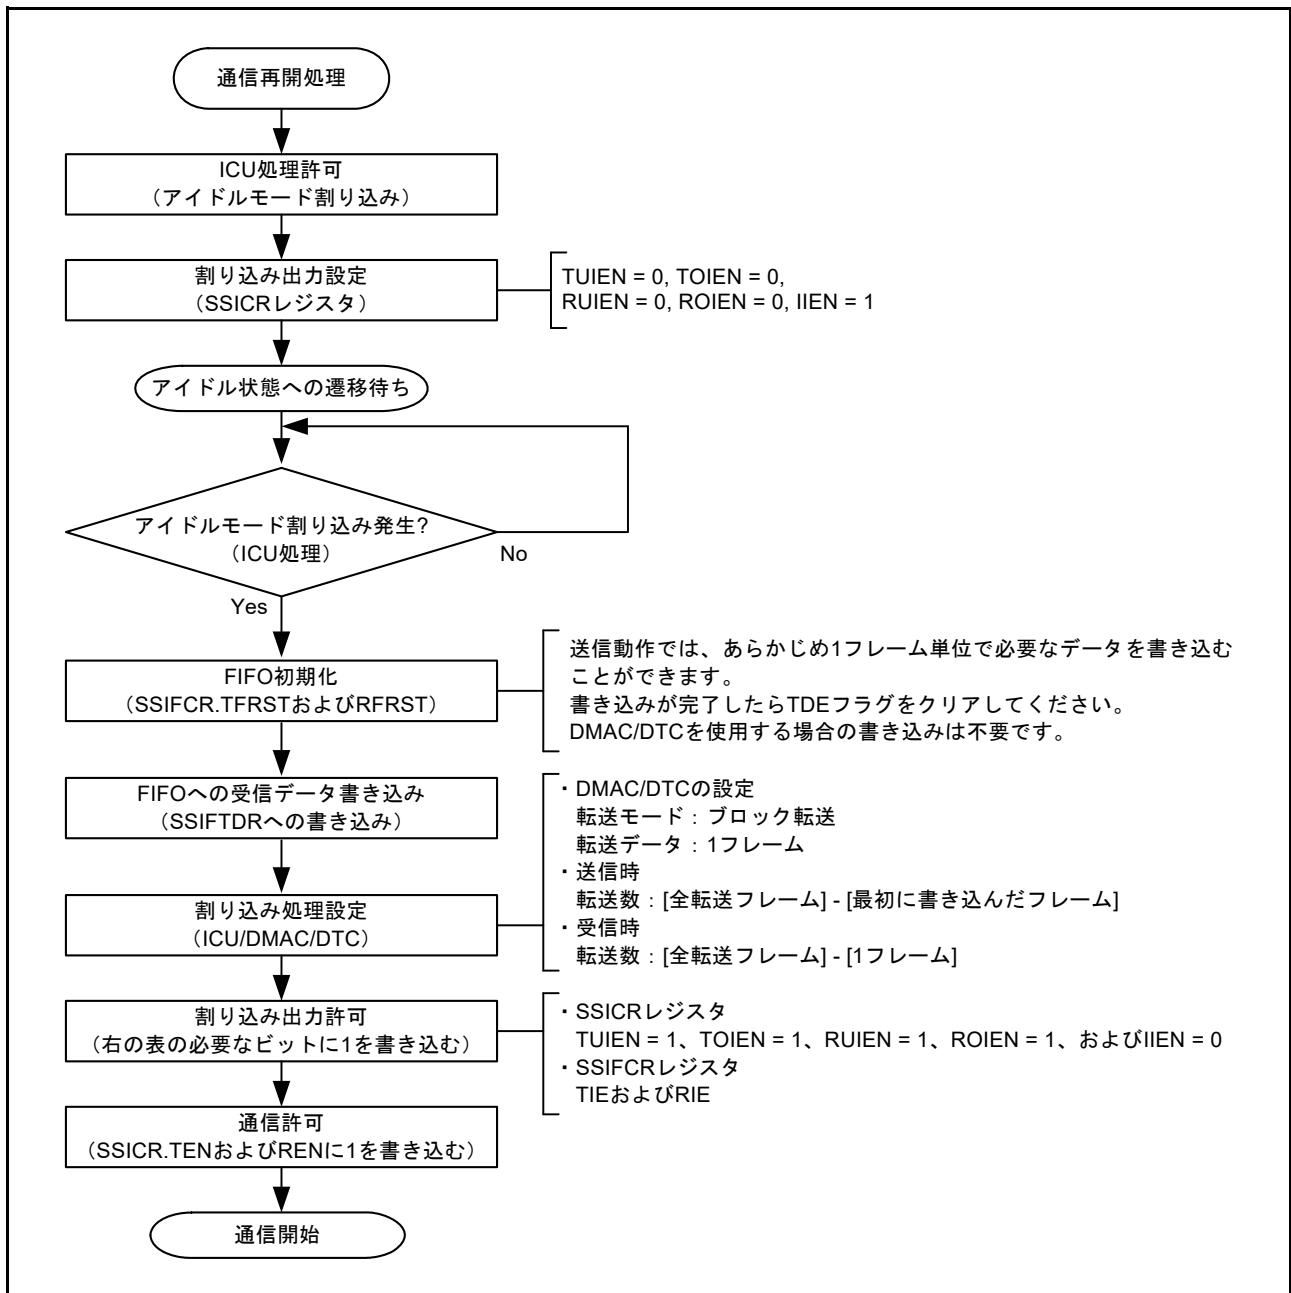 通信再開処理
ICU処理許可
（アイドルモード割り込み）
割り込み出力設定
（SSICRレジスタ）
TUIEN = 0, TOIEN = 0,
RUIEN = 0, ROIEN = 0, IIEN = 1
アイドル状態への遷移待ち
アイドルモード割り込み発生?
（ICU処理）
No
Yes
FIFO初期化
（SSIFCR.TFRSTおよびRFRST）
送信動作では、あらかじめ1フレーム単位で必要なデータを書き込む
ことができます。
書き込みが完了したらTDEフラグをクリアしてください。
DMAC/DTCを使用する場合の書き込みは不要です。
FIFOへの受信データ書き込み
（SSIFTDRへの書き込み）
・DMAC/DTCの設定
転送モード：ブロック転送
転送データ：1フレーム
・送信時
転送数：[全転送フレーム] - [最初に書き込んだフレーム]
・受信時
転送数：[全転送フレーム] - [1フレーム]
割り込み処理設定
（ICU/DMAC/DTC）
割り込み出力許可
（右の表の必要なビットに1を書き込む）
・SSICRレジスタ
TUIEN = 1、TOIEN = 1、RUIEN = 1、ROIEN = 1、およびIIEN = 0
・SSIFCRレジスタ
TIEおよびRIE
通信許可
（SSICR.TENおよびRENに1を書き込む）
通信開始